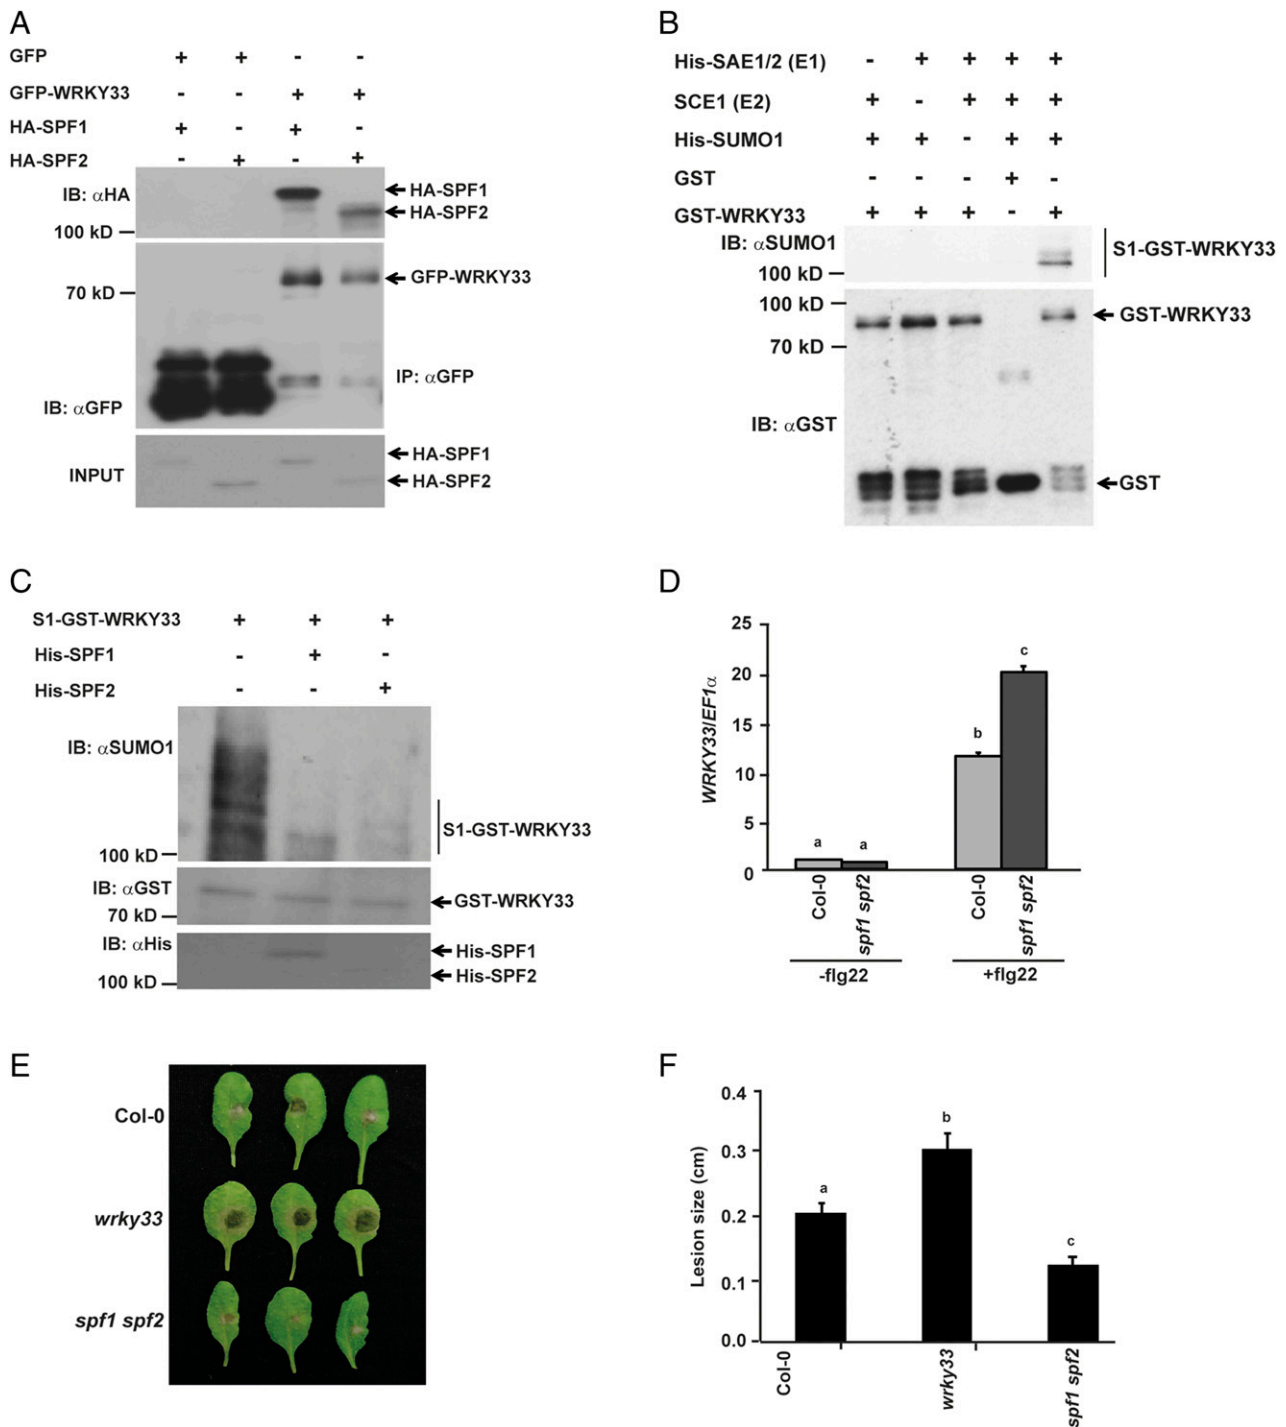 A
GFP + + - -
GFP-WRKY33 - - + +
HA-SPF1 + - + -
HA-SPF2 - + - +
IB: αHA
HA-SPF1
HA-SPF2
100 kD
GFP-WRKY33
70 kD
IP: αGFP
IB: αGFP
HA-SPF1
INPUT
HA-SPF2
B
His-SAE1/2 (E1) - + + + +
SCE1 (E2) + - + + +
His-SUMO1 + + - + +
GST - - - + -
GST-WRKY33 + + + - +
IB: αSUMO1
S1-GST-WRKY33
100 kD
100 kD
GST-WRKY33
70 kD
IB: αGST
GST
C
S1-GST-WRKY33 + + +
His-SPF1 - + -
His-SPF2 - - +
IB: αSUMO1
S1-GST-WRKY33
100 kD
IB: αGST
GST-WRKY33
70 kD
IB: αHis
His-SPF1
His-SPF2
100 kD
D
WRKY33/EF1α
25
20
15
10
5
0
a
a
b
c
Col-0
spf1 spf2
Col-0
spf1 spf2
-flg22
+flg22
E
Col-0
wrky33
spf1 spf2
F
Lesion size (cm)
0.4
0.3
0.2
0.1
0.0
a
b
c
Col-0
wrky33
spf1 spf2